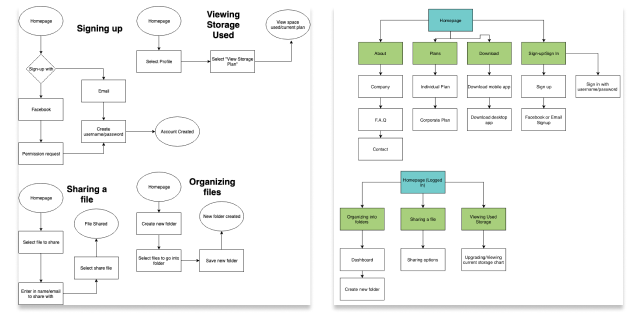 Homepage
Signing up
Sign-up with
Facebook
Email
Permission request
Create
username/password
Account Created
Homepage
Viewing
Storage
Used
Select Profile
Select "View Storage
Plan"
View space
used/current plan
Homepage
Sharing a
file
File Shared
Select file to share
Select share file
Enter in name/email
to share with
Homepage
Organizing
files
Create new folder
New folder created
Select files to go into
folder
Save new folder
Homepage
About
Plans
Download
Sign-up/Sign in
Company
Individual Plan
Download mobile app
Sign up
Sign in with
username/password
F.A.Q
Corporate Plan
Download desktop
app
Facebook or Email
Signup
Contact
Homepage (Logged
In)
Organizing into
folders
Sharing a file
Viewing Used
Storage
Dashboard
Sharing options
Upgrading/Viewing
current storage chart
Create new folder